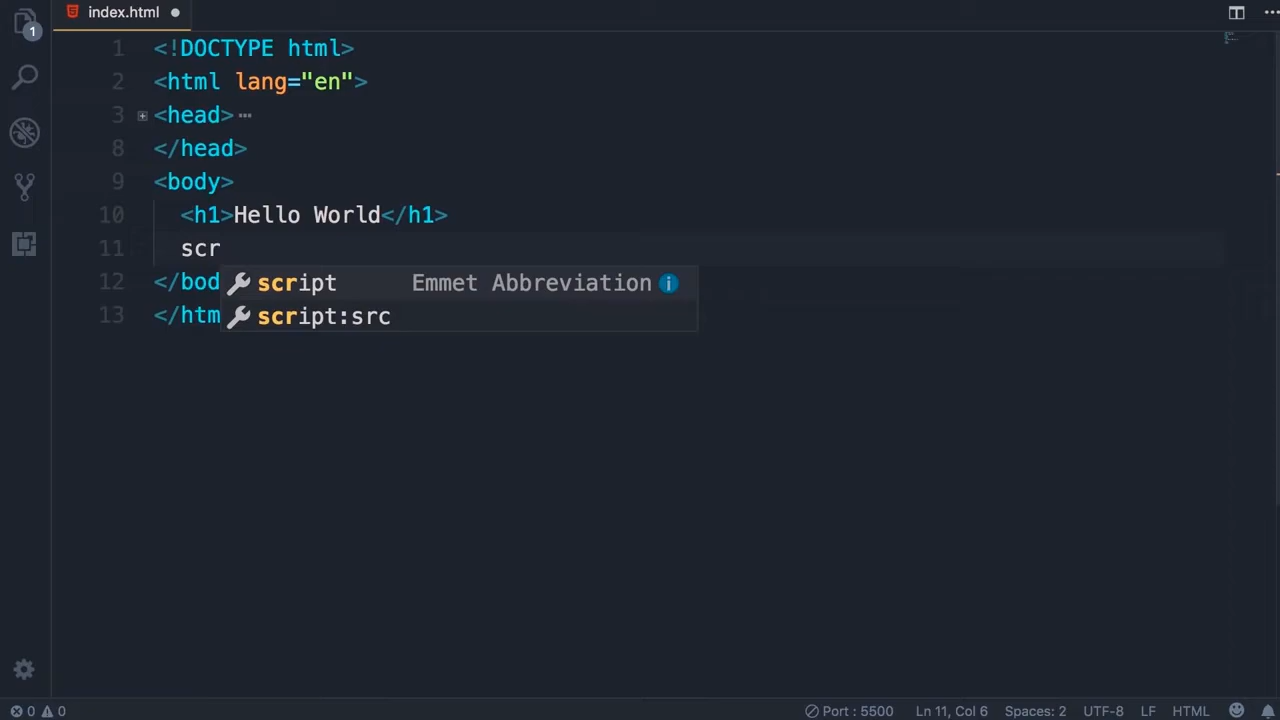 index.html
1
1 <!DOCTYPE html>
2 <html lang="en">
3 <head>
8 </head>
9 <body>
10 <h1>Hello World</h1>
11 scr
12 </bod
script Emmet Abbreviation
13 </htm
script:src
0 0 Port : 5500 Ln 11, Col 6 Spaces: 2 UTF-8 LF HTML